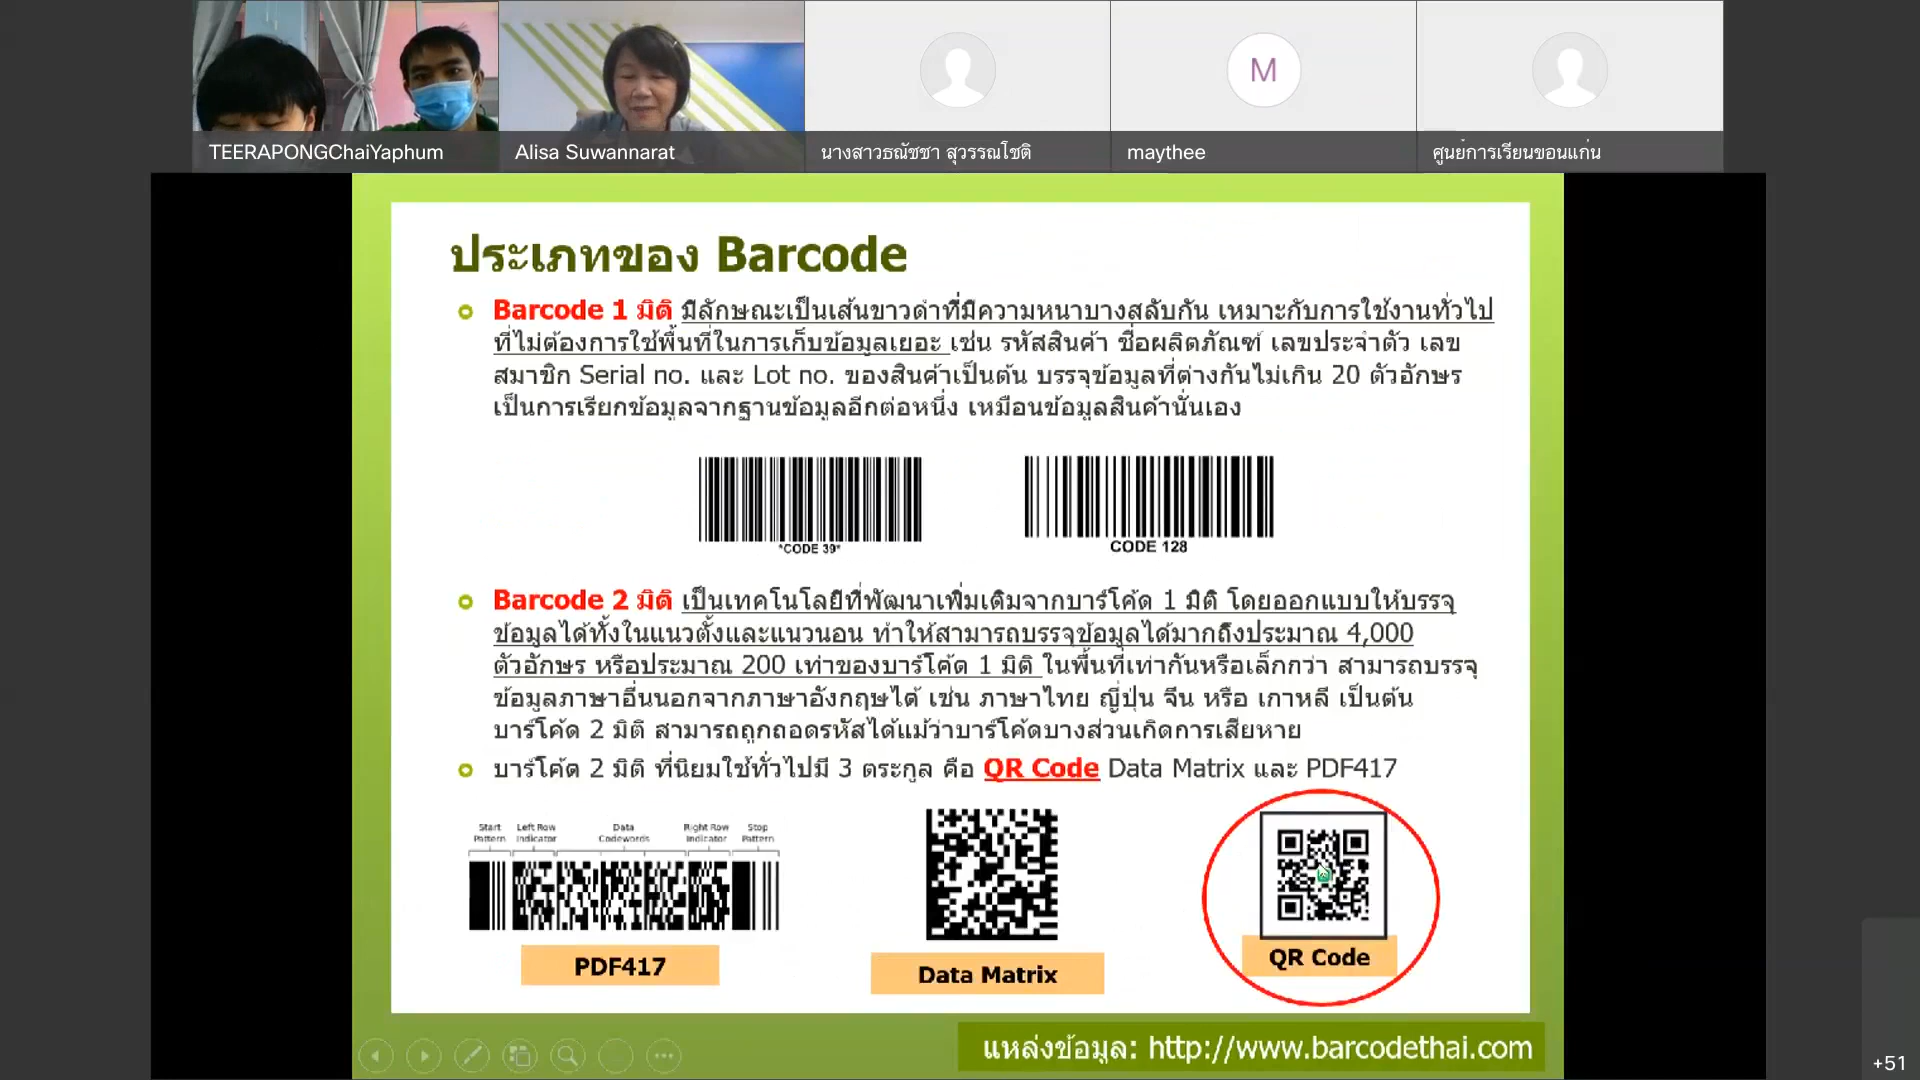 TEERAPONGChaiYaphum
Alisa Suwannarat
นางสาวธณัชชา สุวรรณโชติ
M
maythee
ศูนย์การเรียนขอนแก่น
ประเภทของ Barcode
Barcode 1 มิติ มีลักษณะเป็นเส้นขาวดำที่มีความหนาบางสลับกัน เหมาะกับการใช้งานทั่วไป
ที่ไม่ต้องการใช้พื้นที่ในการเก็บข้อมูลเยอะ เช่น รหัสสินค้า ชื่อผลิตภัณฑ์ เลขประจำตัว เลข
สมาชิก Serial no. และ Lot no. ของสินค้าเป็นต้น บรรจุข้อมูลที่ต่างกันไม่เกิน 20 ตัวอักษร
เป็นการเรียกข้อมูลจากฐานข้อมูลอีกต่อหนึ่ง เหมือนข้อมูลสินค้านั่นเอง
*CODE 39*
CODE 128
Barcode 2 มิติ เป็นเทคโนโลยีที่พัฒนาเพิ่มเติมจากบาร์โค้ด 1 มิติ โดยออกแบบให้บรรจุ
ข้อมูลได้ทั้งในแนวตั้งและแนวนอน ทำให้สามารถบรรจุข้อมูลได้มากถึงประมาณ 4,000
ตัวอักษร หรือประมาณ 200 เท่าของบาร์โค้ด 1 มิติ ในพื้นที่เท่ากันหรือเล็กกว่า สามารถบรรจุ
ข้อมูลภาษาอื่นนอกจากภาษาอังกฤษได้ เช่น ภาษาไทย ญี่ปุ่น จีน หรือ เกาหลี เป็นต้น
บาร์โค้ด 2 มิติ สามารถถูกถอดรหัสได้แม้ว่าบาร์โค้ดบางส่วนเกิดการเสียหาย
บาร์โค้ด 2 มิติ ที่นิยมใช้ทั่วไปมี 3 ตระกูล คือ QR Code Data Matrix และ PDF417
Start Pattern
Left Row Indicator
Data Codewords
Right Row Indicator
Stop Pattern
PDF417
Data Matrix
QR Code
แหล่งข้อมูล: http://www.barcodethai.com
+51